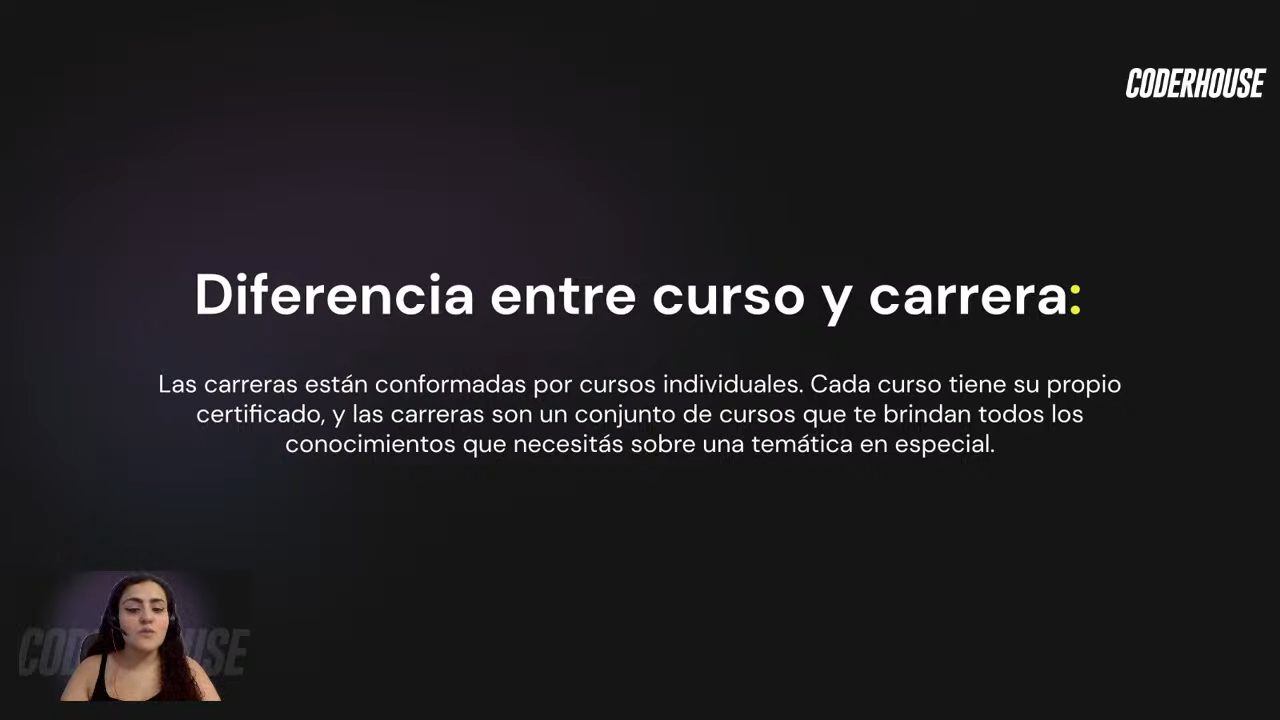 CODERHOUSE
Diferencia entre curso y carrera:
Las carreras están conformadas por cursos individuales. Cada curso tiene su propio
certificado, y las carreras son un conjunto de cursos que te brindan todos los
conocimientos que necesitás sobre una temática en especial.
CODERHOUSE